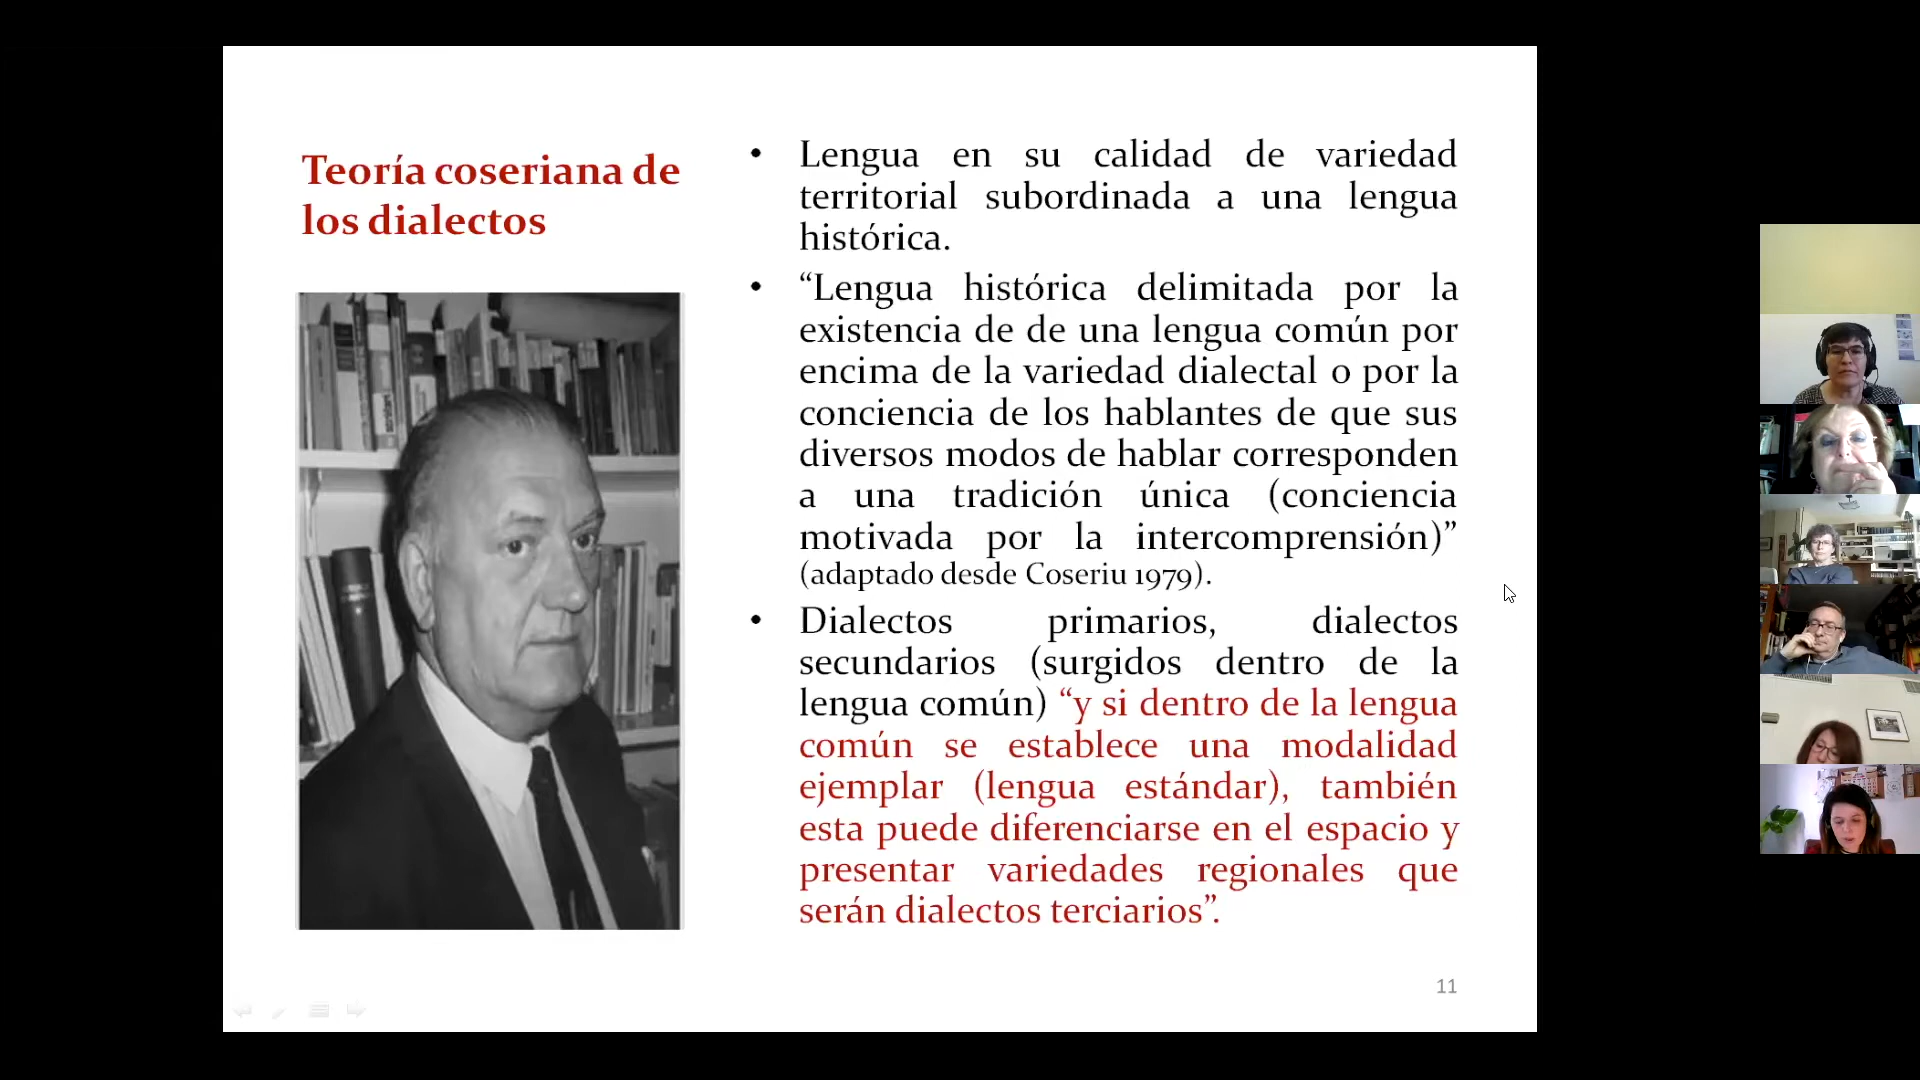 Teoría coseriana de
los dialectos
• Lengua en su calidad de variedad
territorial subordinada a una lengua
histórica.
• “Lengua histórica delimitada por la
existencia de de una lengua común por
encima de la variedad dialectal o por la
conciencia de los hablantes de que sus
diversos modos de hablar corresponden
a una tradición única (conciencia
motivada por la intercomprensión)”
(adaptado desde Coseriu 1979).
• Dialectos primarios, dialectos
secundarios (surgidos dentro de la
lengua común) “y si dentro de la lengua
común se establece una modalidad
ejemplar (lengua estándar), también
esta puede diferenciarse en el espacio y
presentar variedades regionales que
serán dialectos terciarios”.
11